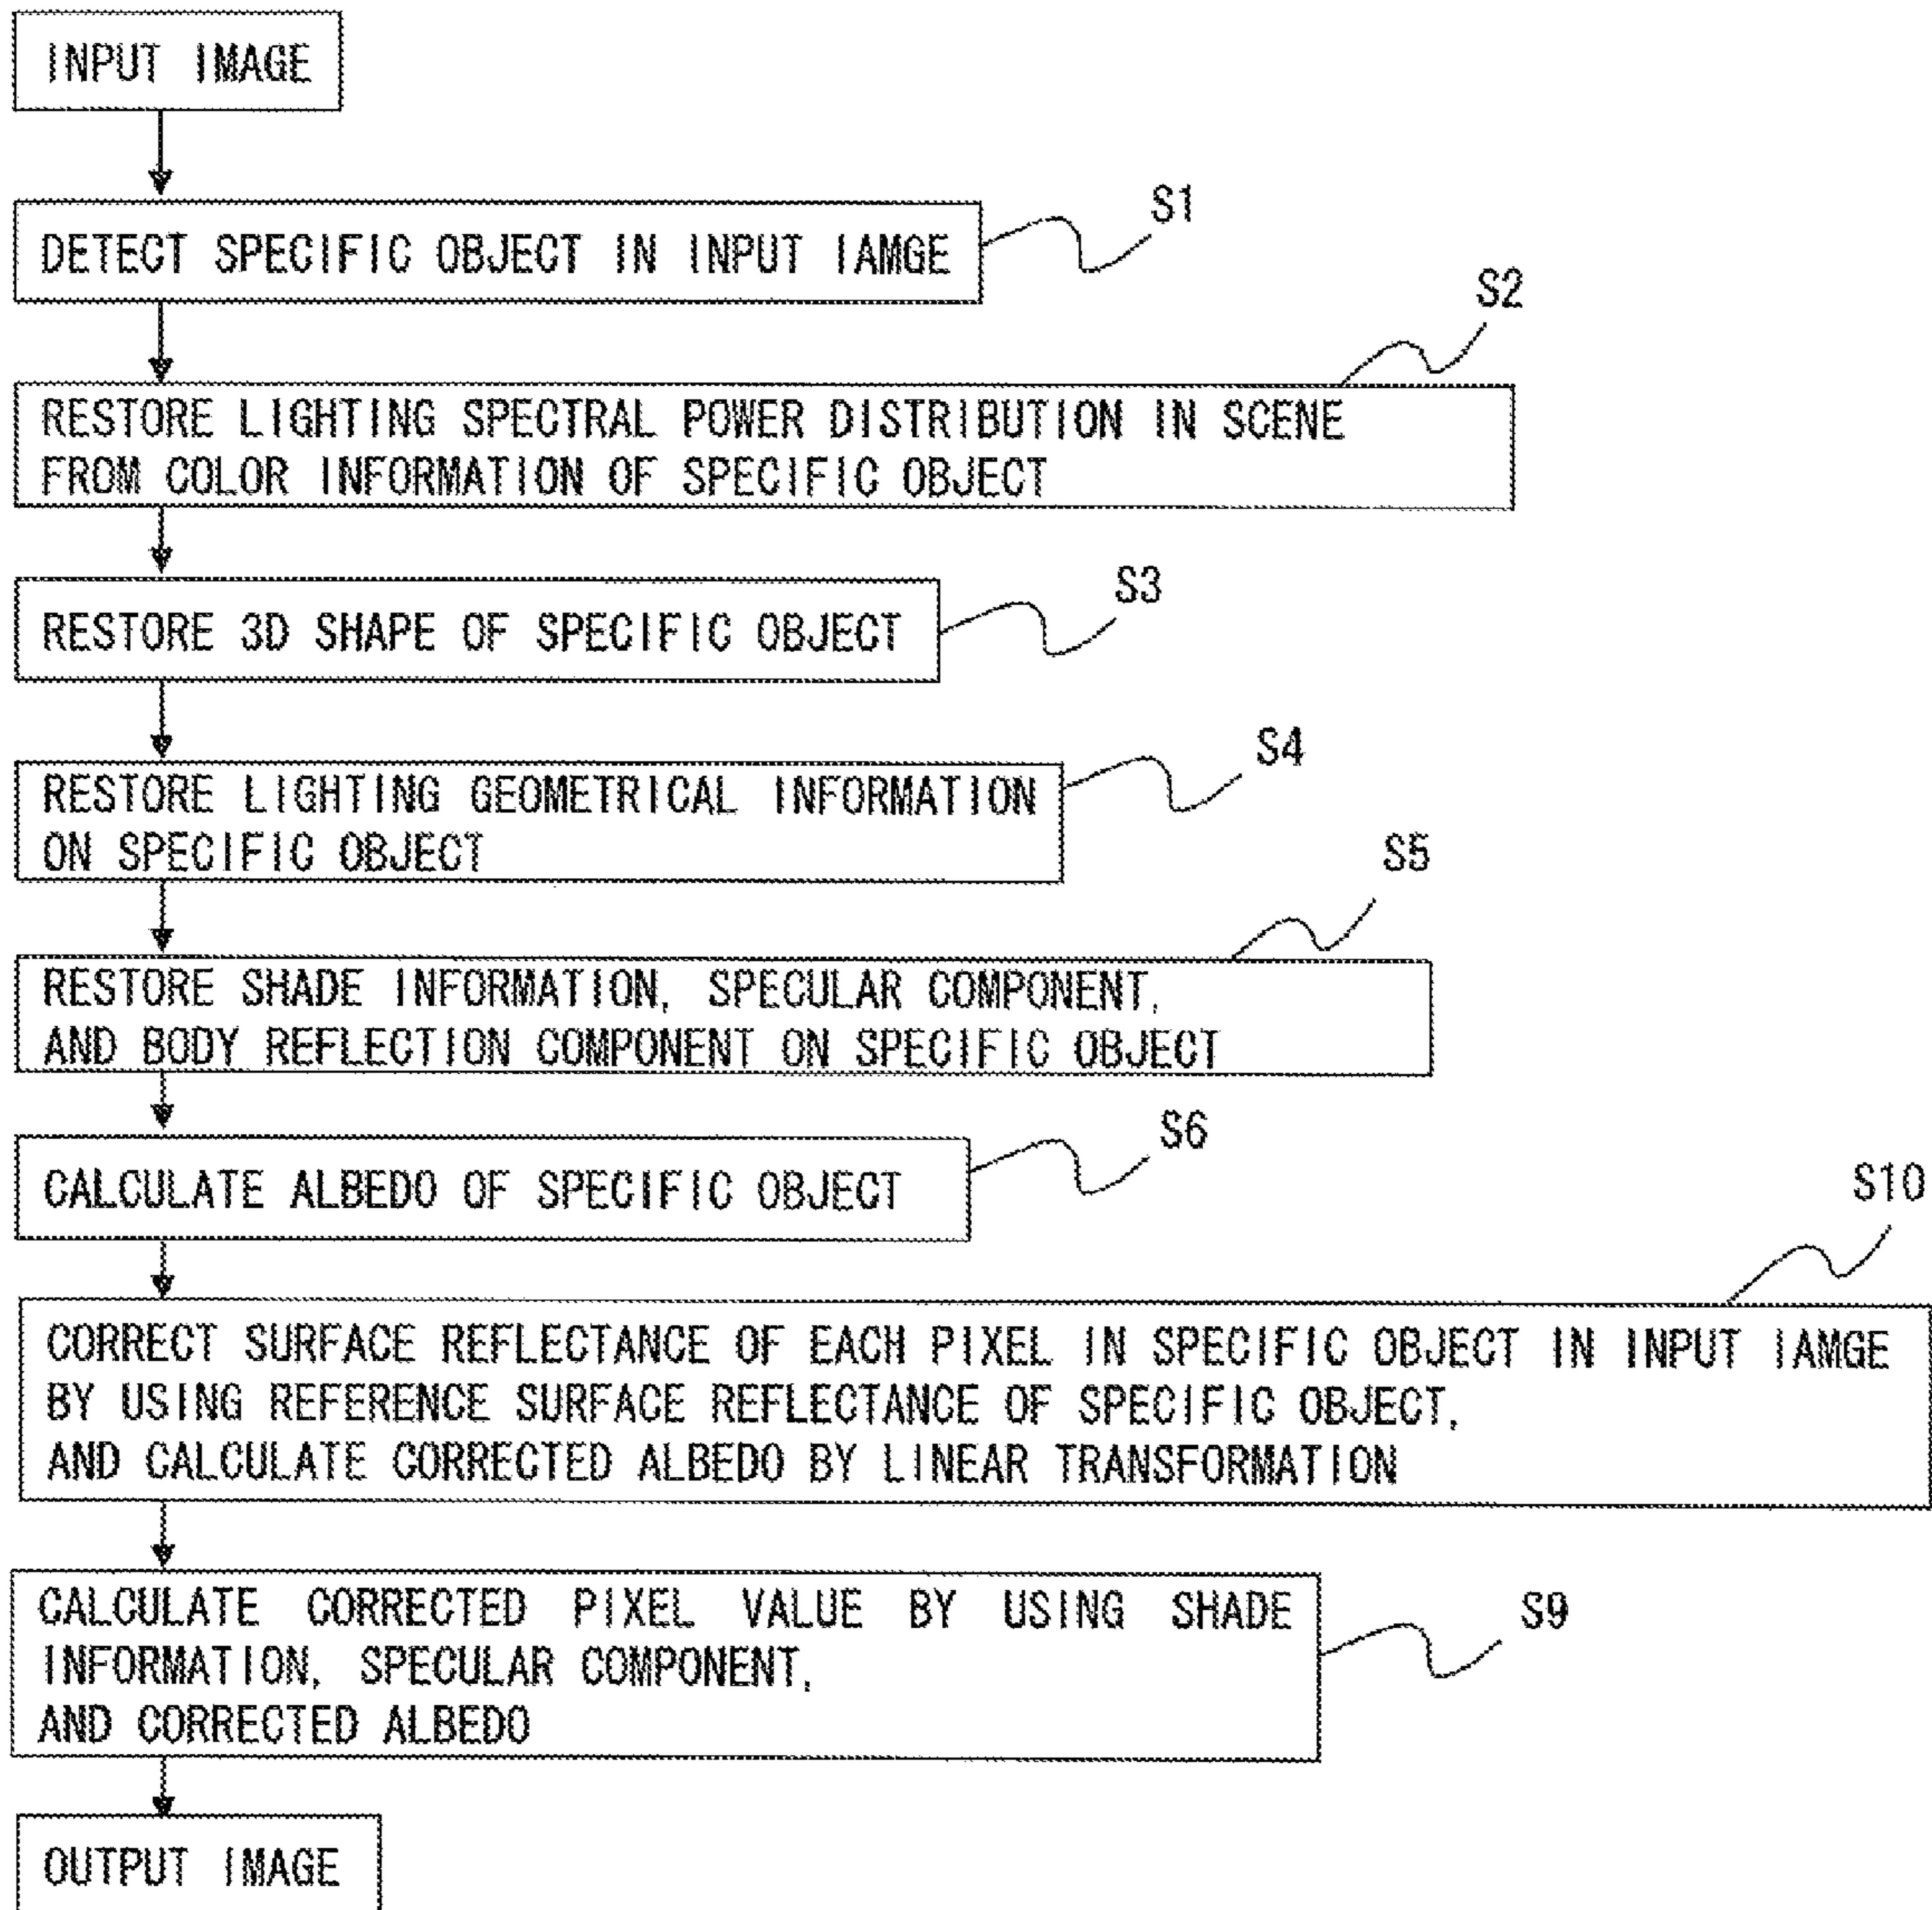 INPUT IMAGE
S1
DETECT SPECIFIC OBJECT IN INPUT IAMGE
S2
RESTORE LIGHTING SPECTRAL POWER DISTRIBUTION IN SCENE
FROM COLOR INFORMATION OF SPECIFIC OBJECT
S3
RESTORE 3D SHAPE OF SPECIFIC OBJECT
S4
RESTORE LIGHTING GEOMETRICAL INFORMATION
ON SPECIFIC OBJECT
S5
RESTORE SHADE INFORMATION, SPECULAR COMPONENT,
AND BODY REFLECTION COMPONENT ON SPECIFIC OBJECT
S6
CALCULATE ALBEDO OF SPECIFIC OBJECT
S10
CORRECT SURFACE REFLECTANCE OF EACH PIXEL IN SPECIFIC OBJECT IN INPUT IAMGE
BY USING REFERENCE SURFACE REFLECTANCE OF SPECIFIC OBJECT,
AND CALCULATE CORRECTED ALBEDO BY LINEAR TRANSFORMATION
S9
CALCULATE CORRECTED PIXEL VALUE BY USING SHADE
INFORMATION, SPECULAR COMPONENT,
AND CORRECTED ALBEDO
OUTPUT IMAGE